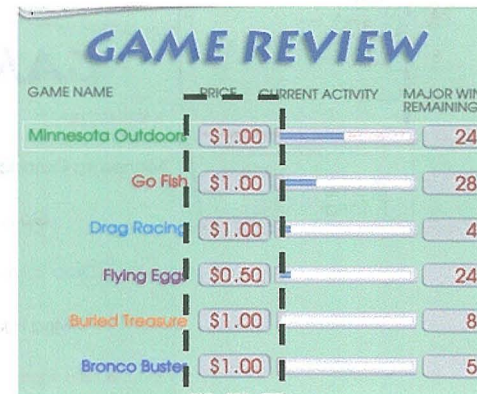 GAME REVIEW
GAME NAME PRICE CURRENT ACTIVITY MAJOR WIN
REMAINING
Minnesota Outdoors $1.00 24
Go Fish $1.00 28
Drag Racing $1.00 4
Flying Eggs $0.50 24
Buried Treasure $1.00 8
Bronco Buster $1.00 5